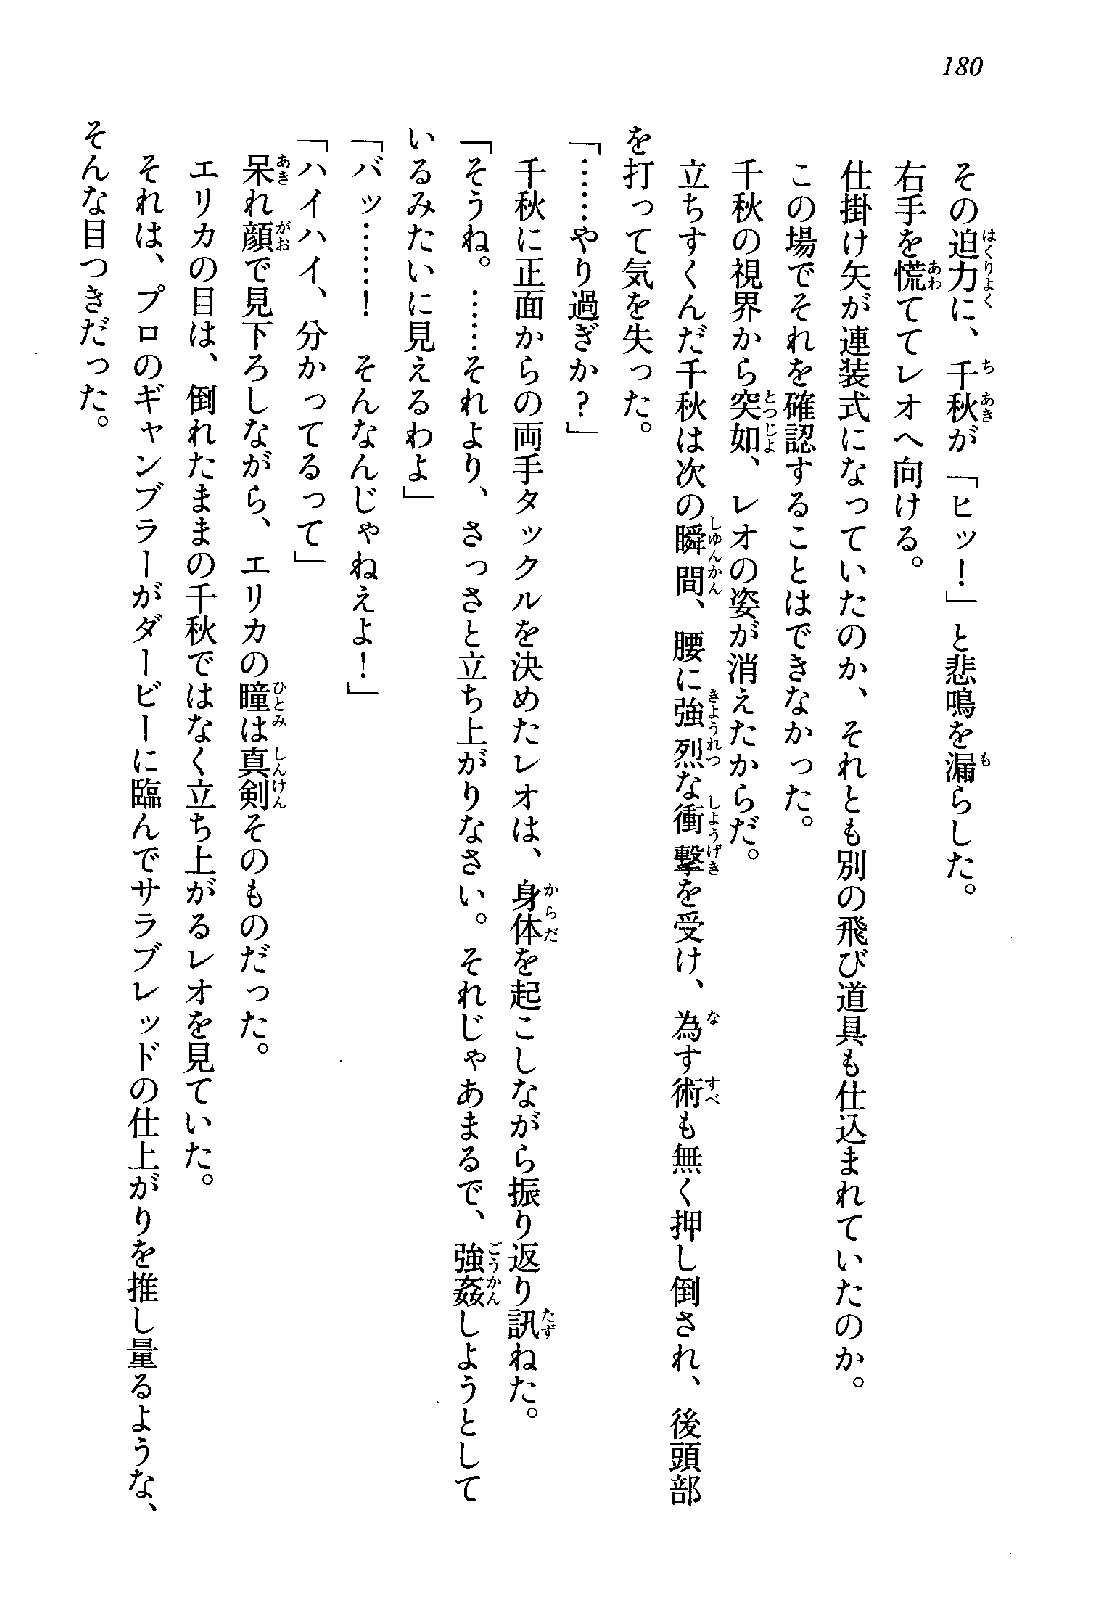 180
その迫力に、千秋が「ヒッ！」と悲鳴を漏らした。
右手を慌ててレオへ向ける。
仕掛け矢が連装式になっていたのか、それとも別の飛び道具も仕込まれていたのか。
この場でそれを確認することはできなかった。
千秋の視界から突如、レオの姿が消えたからだ。
立ちすくんだ千秋は次の瞬間、腰に強烈な衝撃を受け、為す術も無く押し倒され、後頭部
を打って気を失った。
「……やり過ぎか？」
千秋に正面からの両手タックルを決めたレオは、身体を起こしながら振り返り訊ねた。
「そうね。……それより、さっさと立ち上がりなさい。それじゃあまるで、強姦しようとして
いるみたいに見えるわよ」
「バッ……！　そんなんじゃねえよ！」
「ハイハイ、分かってるって」
呆れ顔で見下ろしながら、エリカの瞳は真剣そのものだった。
エリカの目は、倒れたままの千秋ではなく立ち上がるレオを見ていた。
それは、プロのギャンブラーがダービーに臨んでサラブレッドの仕上がりを推し量るような、
そんな目つきだった。